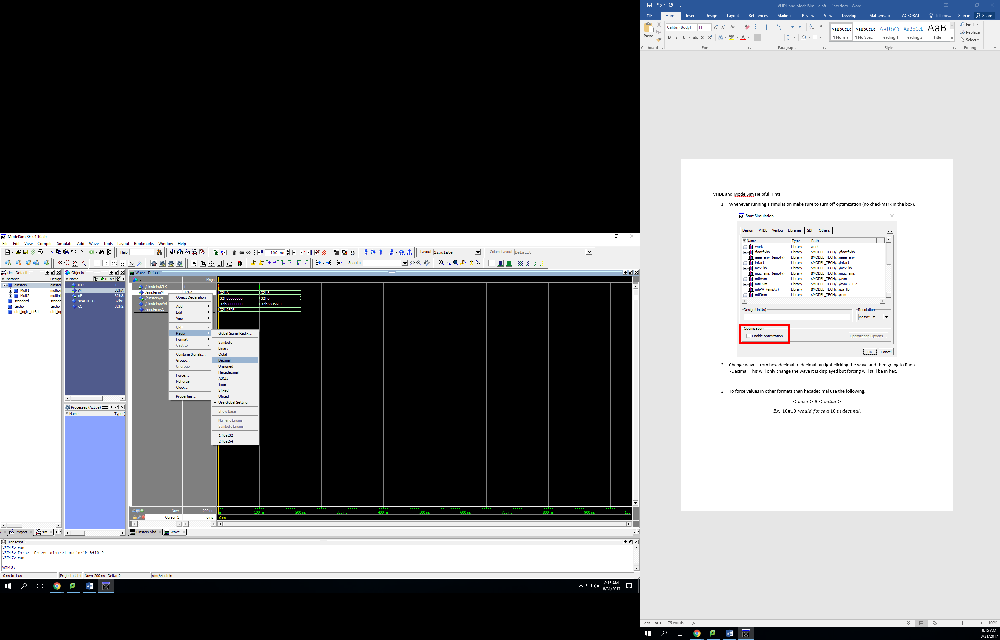 ModelSim SE-64 10.5b
File Edit View Compile Simulate Add Wave Tools Layout Bookmarks Window Help
Help
100 ns
Layout Simulate
ColumnLayout Default
Search:
sim - Default
Instance Design
einstein einstei
Mult1 multipli
Mult2 multipli
standard standa
textio textio
std_logic_1164 std_log
Project sim
Objects
Name 0 ns
iCLK 1
iM 32'hA
oE 32'h8.
sVALUE_CC 32'h8.
cC 32'h2.
Processes (Active)
Name Type (
Wave - Default
Msgs
/einstein/iCLK 1
/einstein/iM 32'hA 32'hA 32'h8
/einstein/oE 32'h80000000 32'h0
/einstein/sVALU 32'h80000000 32'h55D56E1
/einstein/cC 32'h250F
Object Declaration
Add
Edit
View
UPF
Radix
Format
Cast to
Combine Signals...
Group...
Ungroup
Force...
NoForce
Clock...
Properties...
Global Signal Radix...
Symbolic
Binary
Octal
Decimal
Unsigned
Hexadecimal
ASCII
Time
Sfixed
Ufixed
Use Global Setting
Show Base
Numeric Enums
Symbolic Enums
1 float32
2 float64
Now 200 ns
ns 100 ns 200 ns 300 ns 400 ns 500 ns 600 ns 700 ns 800 ns 900 ns 1000
Cursor 1 0 ns 0 ns
Einstein.vhd Wave
Transcript
VSIM 5> run
VSIM 6> force -freeze sim:/einstein/iM 8#10 0
VSIM 7> run
VSIM 8>
0 ns to 1 us Project : lab1 Now: 200 ns Delta: 2 sim:/einstein
8:15 AM
8/31/2017
VHDL and ModelSim Helpful Hints.docx - Word
File Home Insert Design Layout References Mailings Review View Developer Mathematics ACROBAT Tell me... Sign in Share
Paste
Calibri (Body) 11
AaBbCcDc AaBbCcDc AaBbCc AaBbCcD AaB
¶ Normal ¶ No Spac... Heading 1 Heading 2 Title
Find
Replace
Select
Clipboard Font Paragraph Styles Editing
VHDL and ModelSim Helpful Hints
1. Whenever running a simulation make sure to turn off optimization (no checkmark in the box).
Start Simulation
Design VHDL Verilog Libraries SDF Others
Name Type Path
work Library work
floatfixlib Library $MODEL_TECH/../floatfixlib
ieee_env (empty) Library $MODEL_TECH/../ieee_env
infact Library $MODEL_TECH/../infact
mc2_lib Library $MODEL_TECH/../mc2_lib
mgc_ams (empty) Library $MODEL_TECH/../mgc_ams
mtiAvm Library $MODEL_TECH/../avm
mtiOvm Library $MODEL_TECH/../ovm-2.1.2
mtiPA (empty) Library $MODEL_TECH/../pa_lib
mtiRnm Library $MODEL_TECH/../rnm
Design Unit(s) Resolution
default
Optimization
Enable optimization Optimization Options...
OK Cancel
2. Change waves from hexadecimal to decimal by right clicking the wave and then going to Radix-
>Decimal. This will only change the wave it is displayed but forcing will still be in hex.
3. To force values in other formats than hexadecimal use the following.
< base > # < value >
Ex. 10#10 would force a 10 in decimal.
Page 1 of 1 75 words 100%
8:15 AM
8/31/2017